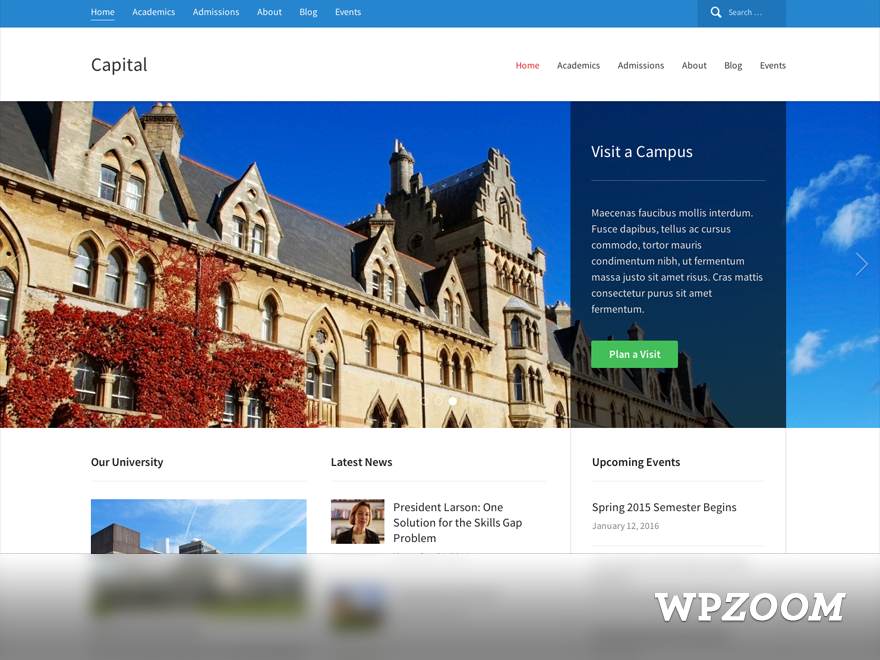 Home Academics Admissions About Blog Events Search ...
Capital
Home Academics Admissions About Blog Events
Visit a Campus
Maecenas faucibus mollis interdum.
Fusce dapibus, tellus ac cursus
commodo, tortor mauris
condimentum nibh, ut fermentum
massa justo sit amet risus. Cras mattis
consectetur purus sit amet
fermentum.
Plan a Visit
Our University
Latest News
President Larson: One
Solution for the Skills Gap
Problem
Upcoming Events
Spring 2015 Semester Begins
January 12, 2016
WPZOOM